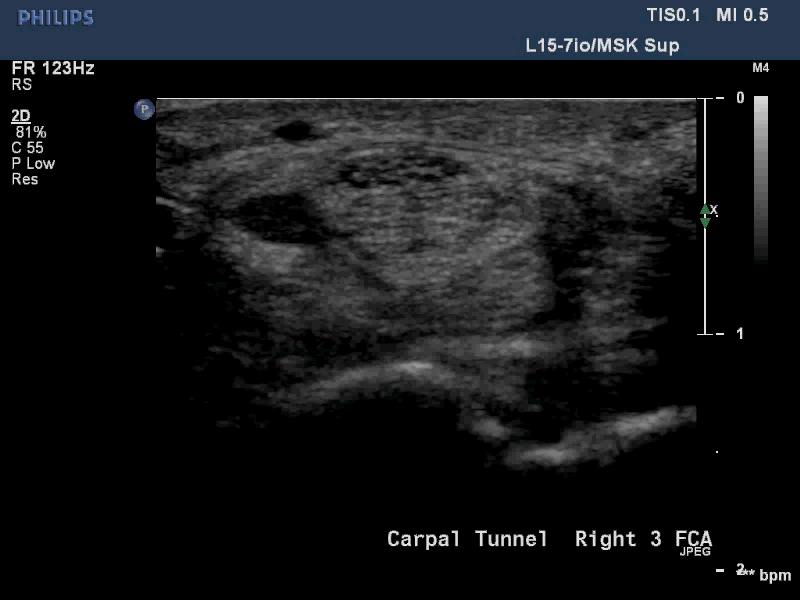 PHILIPS
TIS0.1 MI 0.5
L15-7io/MSK Sup
FR 123Hz
RS
M4
2D
81%
C 55
P Low
Res
P
0
X
1
Carpal Tunnel Right 3 FCA
JPEG
2
*** bpm